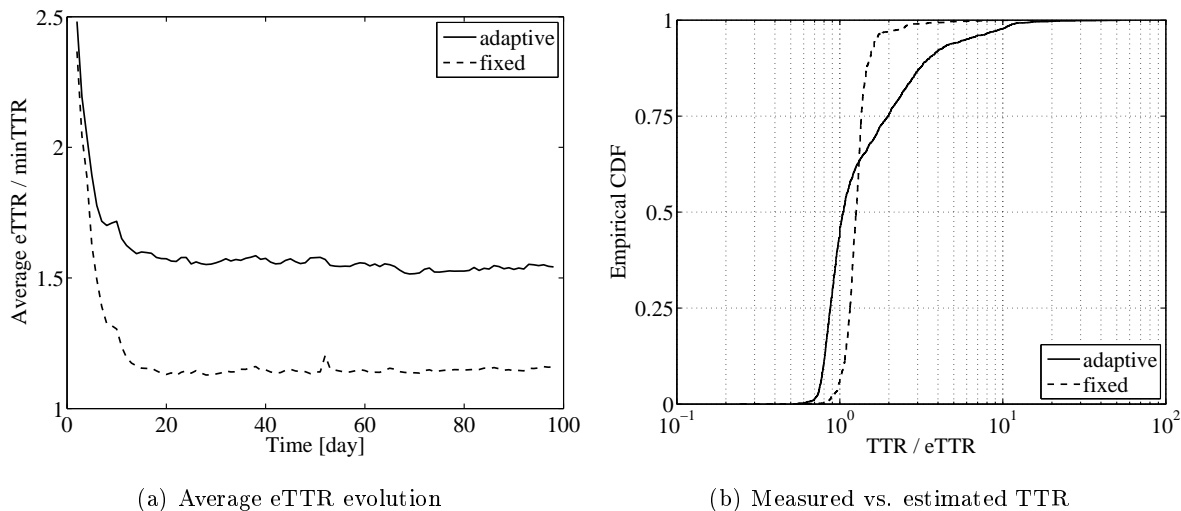 2.5
2
1.5
1
0
20
40
60
80
100
Average eTTR / minTTR
Time [day]
adaptive
fixed
(a) Average eTTR evolution
1
0.75
0.5
0.25
0
10^-1
10^0
10^1
10^2
Empirical CDF
TTR / eTTR
adaptive
fixed
(b) Measured vs. estimated TTR